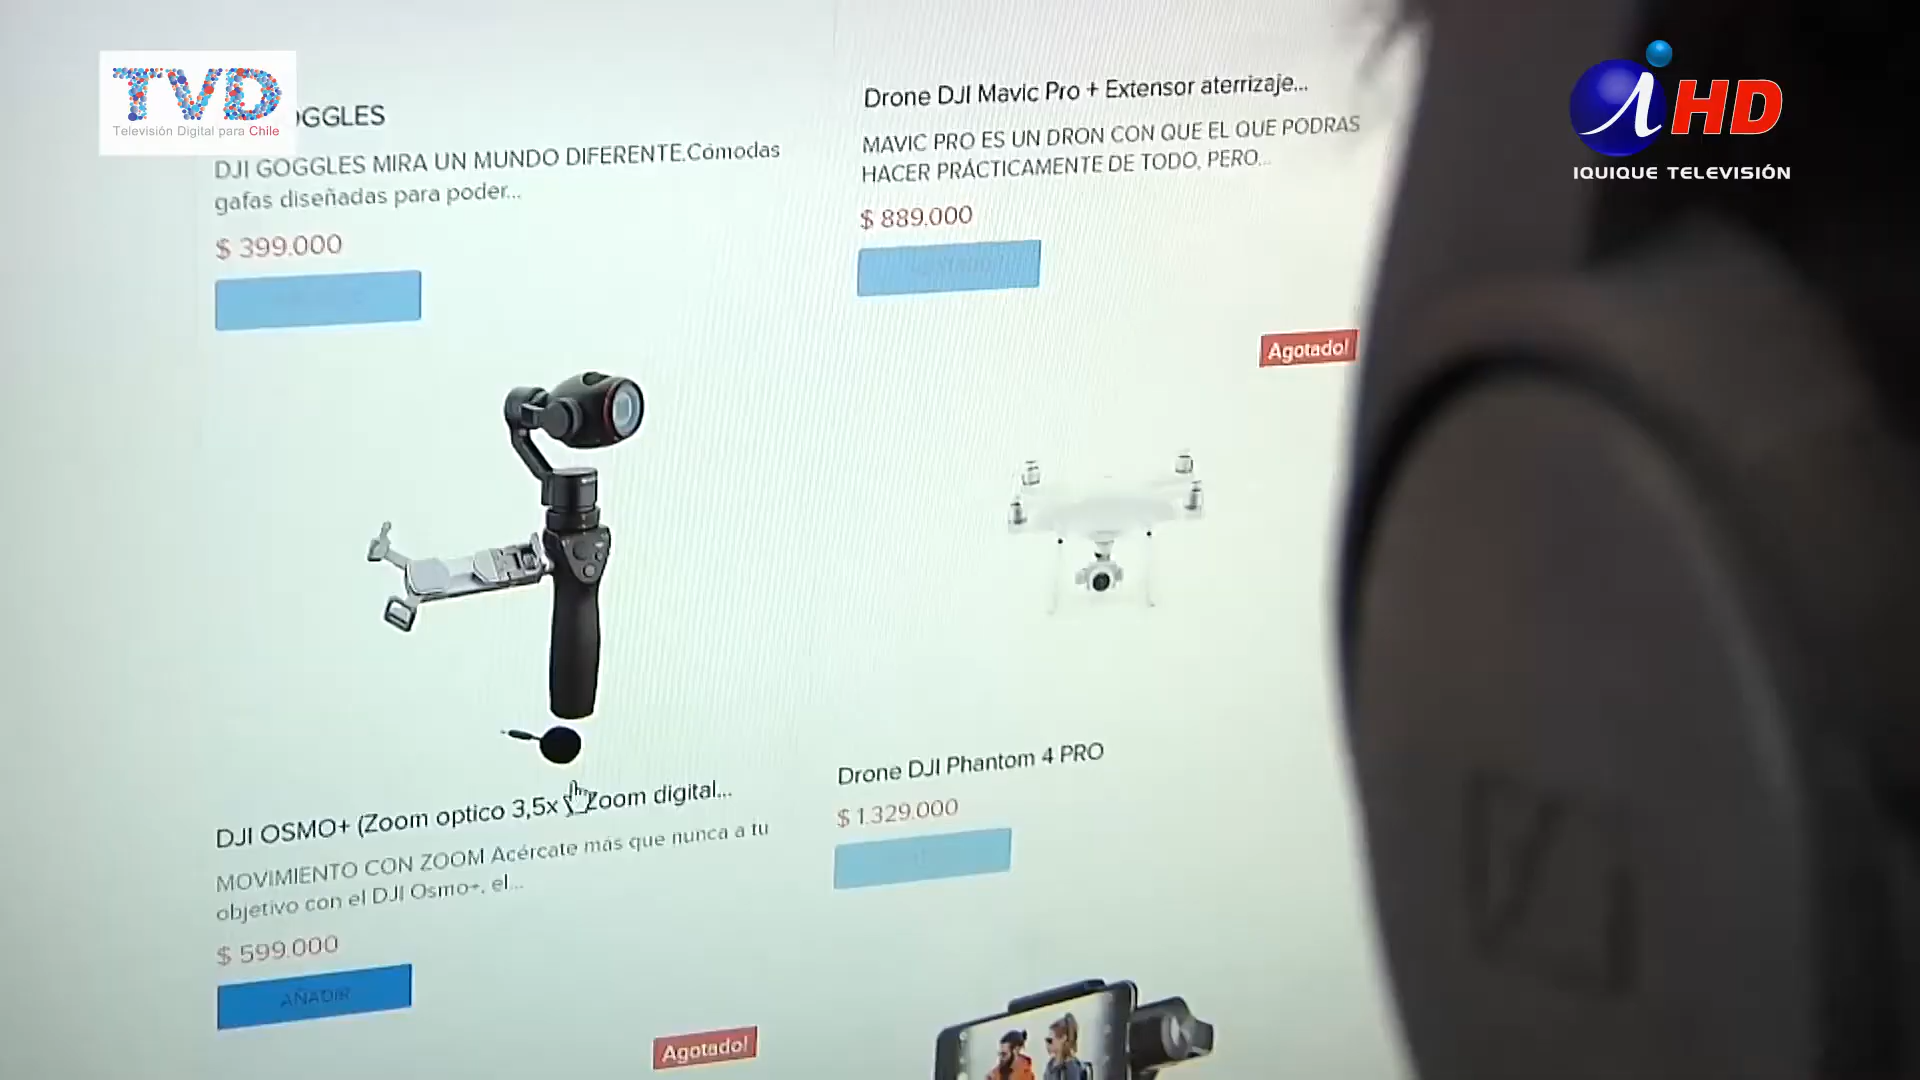 TVD
Televisión Digital para Chile
HD
IQUIQUE TELEVISIÓN
OGGLES
DJI GOGGLES MIRA UN MUNDO DIFERENTE.Cómodas
gafas diseñadas para poder...
$ 399.000
Drone DJI Mavic Pro + Extensor aterrizaje...
MAVIC PRO ES UN DRON CON QUE EL QUE PODRAS
HACER PRÁCTICAMENTE DE TODO, PERO...
$ 889.000
Agotado!
DJI OSMO+ (Zoom optico 3,5x y Zoom digital...
MOVIMIENTO CON ZOOM Acércate más que nunca a tu
objetivo con el DJI Osmo+, el...
$ 599.000
AÑADIR
Drone DJI Phantom 4 PRO
$ 1.329.000
Agotado!